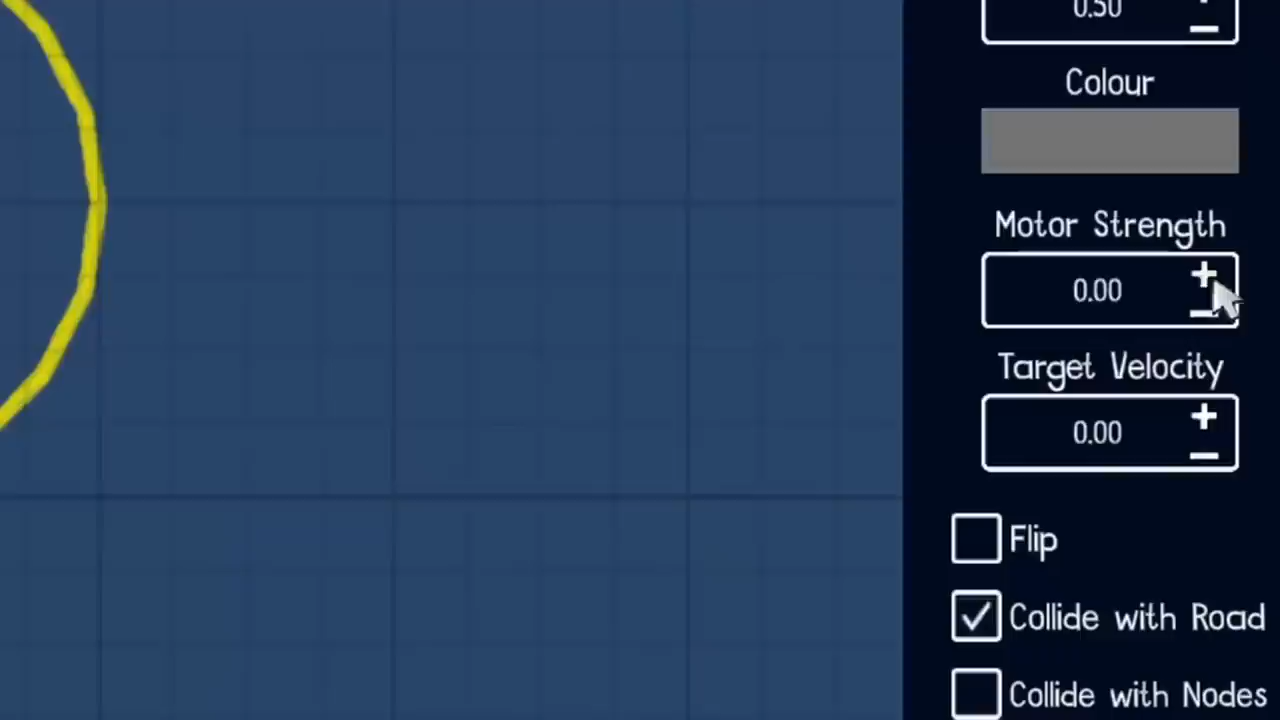 0.50
Colour
Motor Strength
0.00
Target Velocity
0.00
Flip
Collide with Road
Collide with Nodes